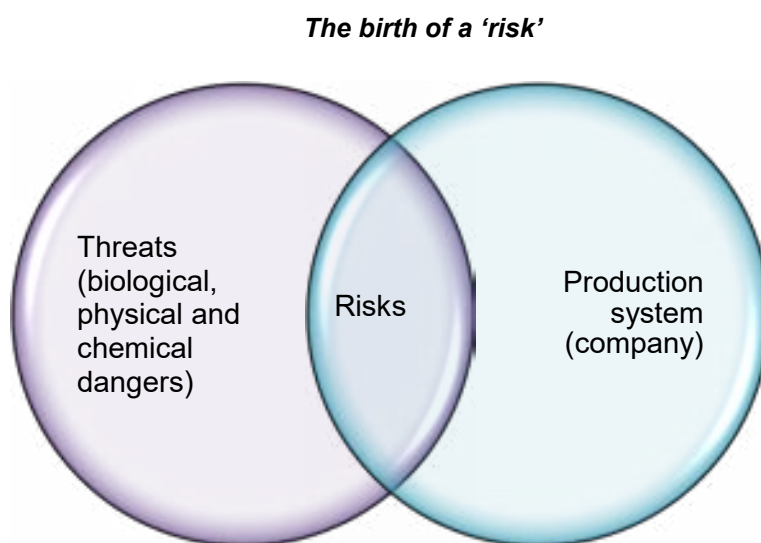 The birth of a ‘risk’
Threats
(biological,
physical and
chemical
dangers)
Risks
Production
system
(company)